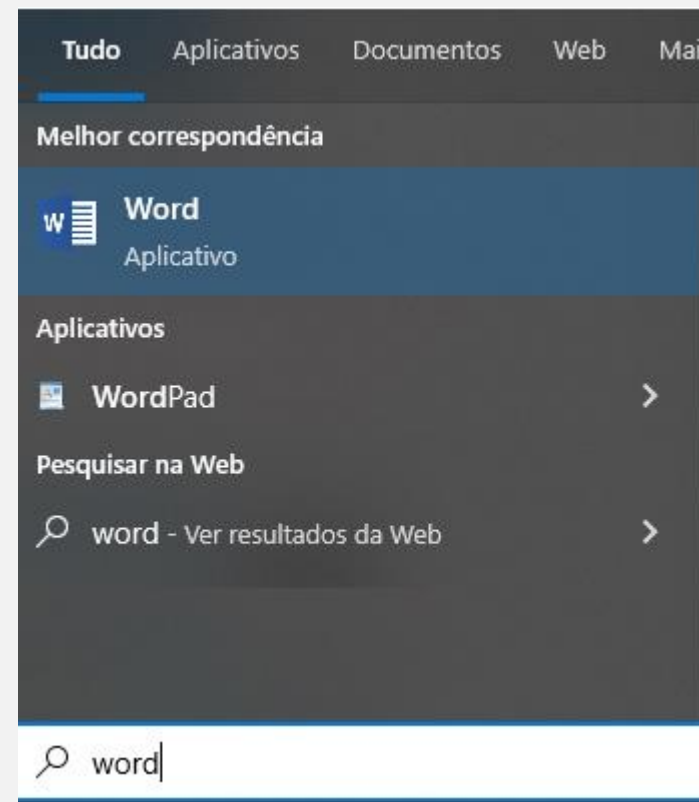 Tudo Aplicativos Documentos Web Mai
Melhor correspondência
W Word
Aplicativo
Aplicativos
WordPad
Pesquisar na Web
word - Ver resultados da Web
word